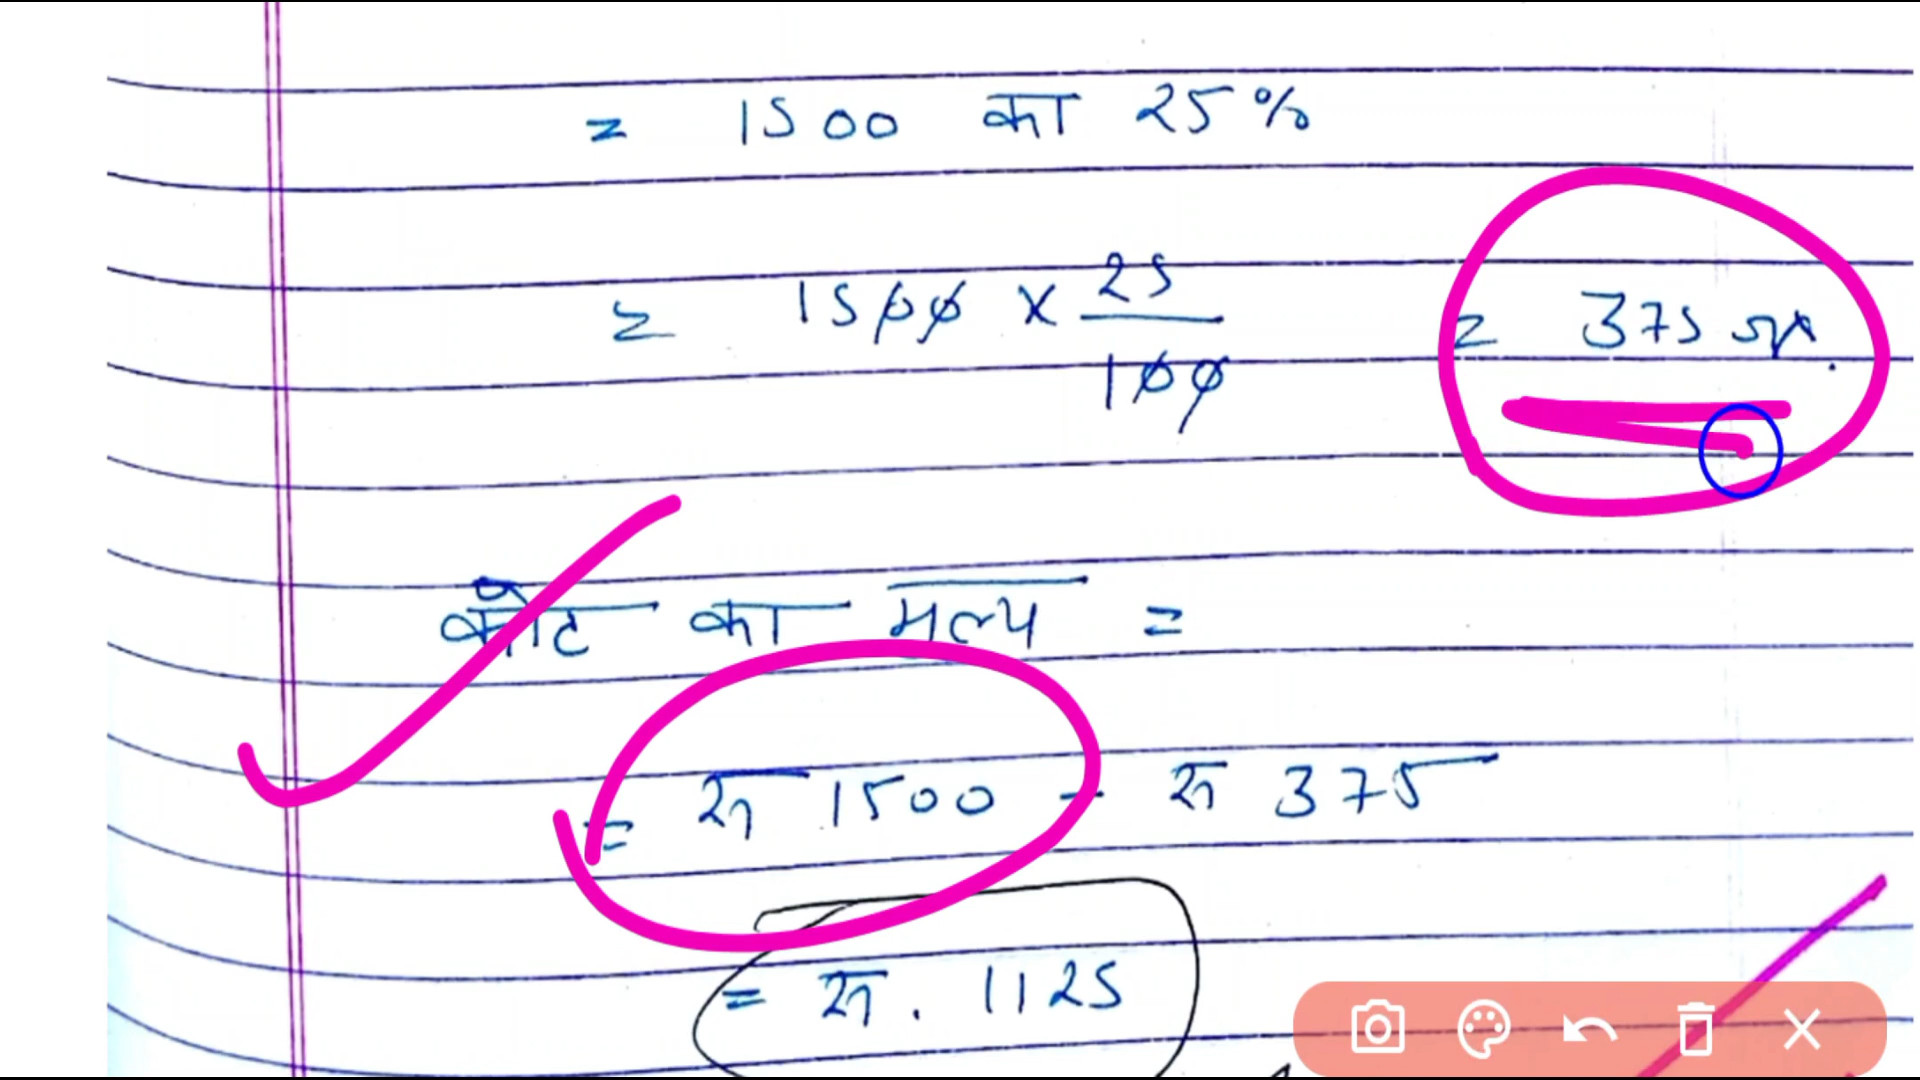 = 1500 का 25%
= 1500 × 25/100 = 375 रु.
कोट का मूल्य =
= रु 1500 - रु 375
= रु. 1125